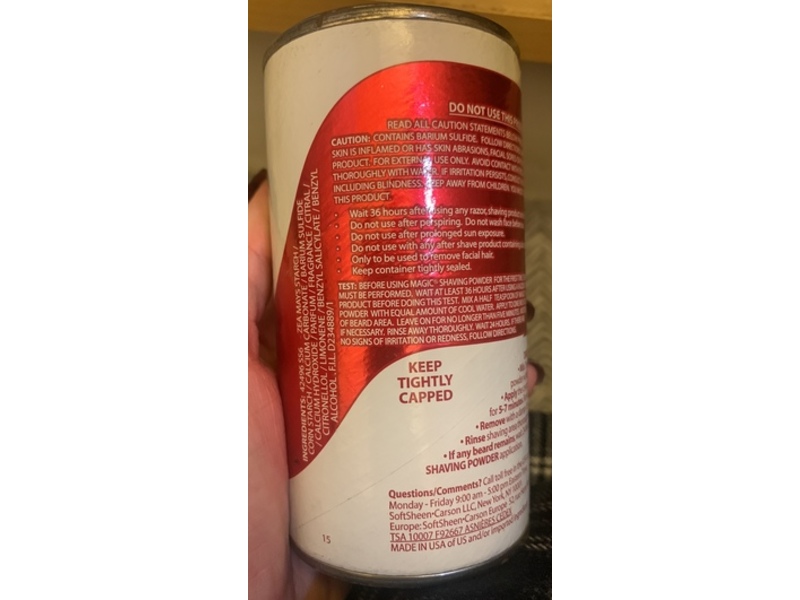 DO NOT USE THIS
READ ALL CAUTION STATEMENTS
CAUTION: CONTAINS BARIUM SULFIDE. FOLLOW
SKIN IS INFLAMED OR HAS SKIN ABRASIONS, FACIAL
PRODUCT. FOR EXTERNAL USE ONLY. AVOID CONTACT
THOROUGHLY WITH WATER. IF IRRITATION PERSISTS,
INCLUDING BLINDNESS. KEEP AWAY FROM CHILDREN.
THIS PRODUCT.
· Wait 36 hours after using any razor, shaving
· Do not use after perspiring. Do not wash face
· Do not use after prolonged sun exposure.
· Do not use with any after shave product containing
· Only to be used to remove facial hair.
· Keep container tightly sealed.
TEST: BEFORE USING MAGIC® SHAVING POWDER FOR THE FIRST
MUST BE PERFORMED. WAIT AT LEAST 36 HOURS AFTER USING
PRODUCT BEFORE DOING THIS TEST. MIX A HALF TEASPOON
POWDER WITH EQUAL AMOUNT OF COOL WATER. APPLY TO
OF BEARD AREA. LEAVE ON FOR NO LONGER THAN FIVE MINUTES,
IF NECESSARY. RINSE AWAY THOROUGHLY. WAIT 24 HOURS.
NO SIGNS OF IRRITATION OR REDNESS, FOLLOW DIRECTIONS.
INGREDIENTS: 42496 S56 ZEA MAYS STARCH /
CORN STARCH / CALCIUM CARBONATE / BARIUM SULFIDE
/ CALCIUM HYDROXIDE / PARFUM / FRAGRANCE / CITRAL /
CITRONELLOL / LIMONENE / BENZYL SALICYLATE / BENZYL
ALCOHOL. F.I.L. D234889/1
KEEP
TIGHTLY
CAPPED
• Apply
for 5-7 minutes
• Remove with a
• Rinse shaving area
• If any beard remains
SHAVING POWDER application.
Questions/Comments? Call toll free
Monday - Friday 9:00 am - 5:00 pm
SoftSheen•Carson LLC, New York, NY
Europe: SoftSheen•Carson Europe
TSA 10007 F92667 ASNIÈRES CEDEX
MADE IN USA of US and/or imported
15